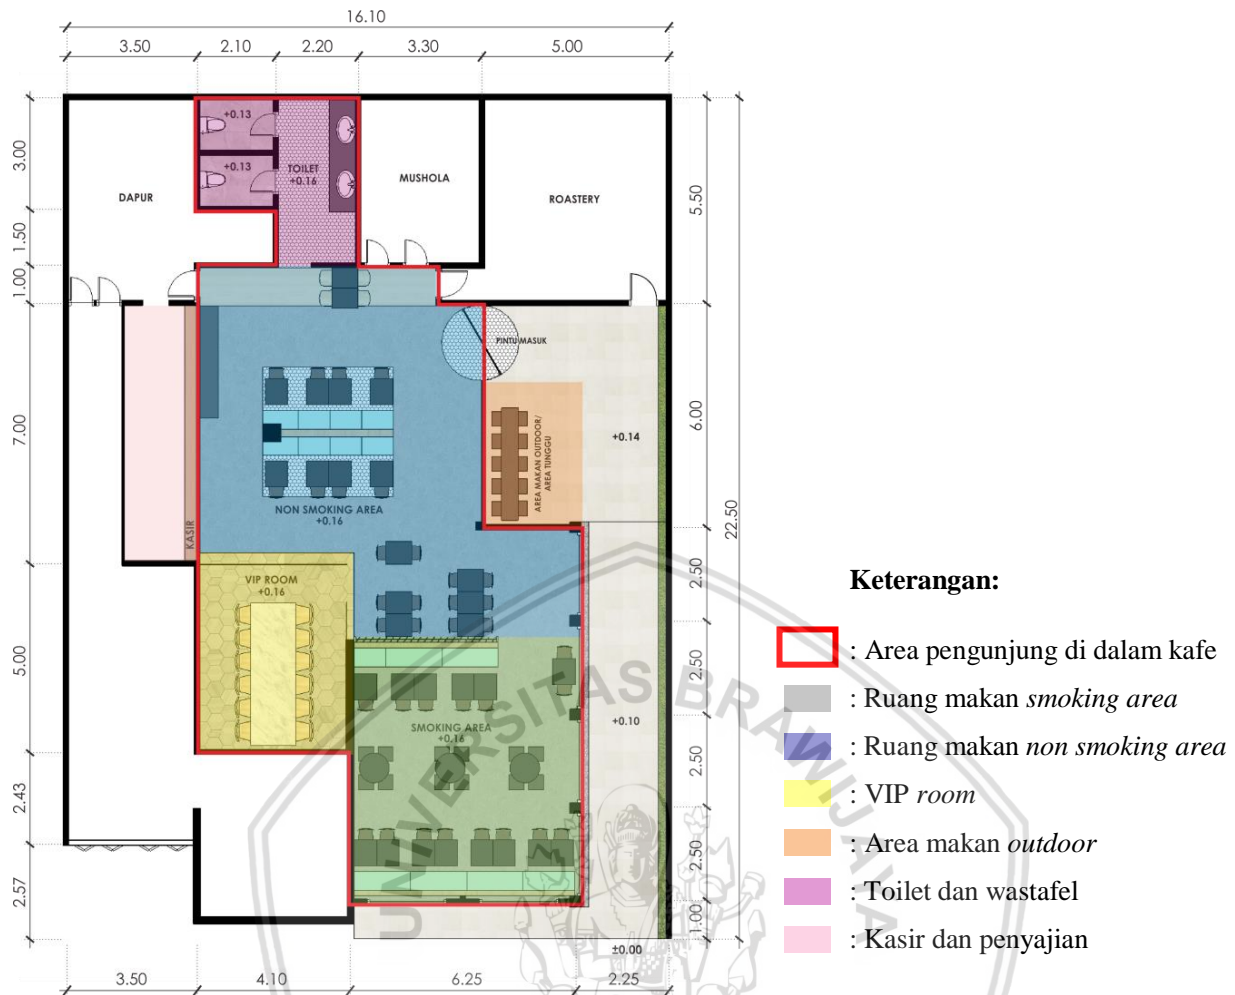 16.10
3.50 2.10 2.20 3.30 5.00
3.00
1.50
1.00
7.00
5.00
2.43
2.57
+0.13
+0.13
TOILET
+0.16
DAPUR
MUSHOLA
ROASTERY
PINTU MASUK
AREA MAKAN OUTDOOR/
AREA TUNGGU
+0.14
NON SMOKING AREA
+0.16
KASIR
VIP ROOM
+0.16
SMOKING AREA
+0.16
+0.10
±0.00
5.50
6.00
2.50
2.50
2.50
2.50
1.00
22.50
3.50 4.10 6.25 2.25
UNIVERSITAS BRAWIJAYA
Keterangan:
: Area pengunjung di dalam kafe
: Ruang makan smoking area
: Ruang makan non smoking area
: VIP room
: Area makan outdoor
: Toilet dan wastafel
: Kasir dan penyajian